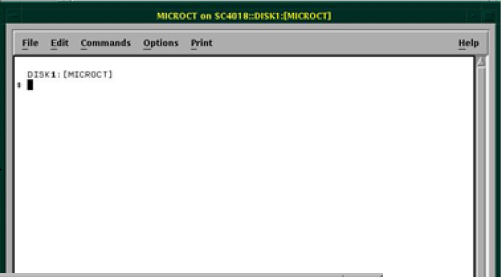 MICROCT on SC4018::DISK1:[MICROCT]
File Edit Commands Options Print Help
DISK1:[MICROCT]